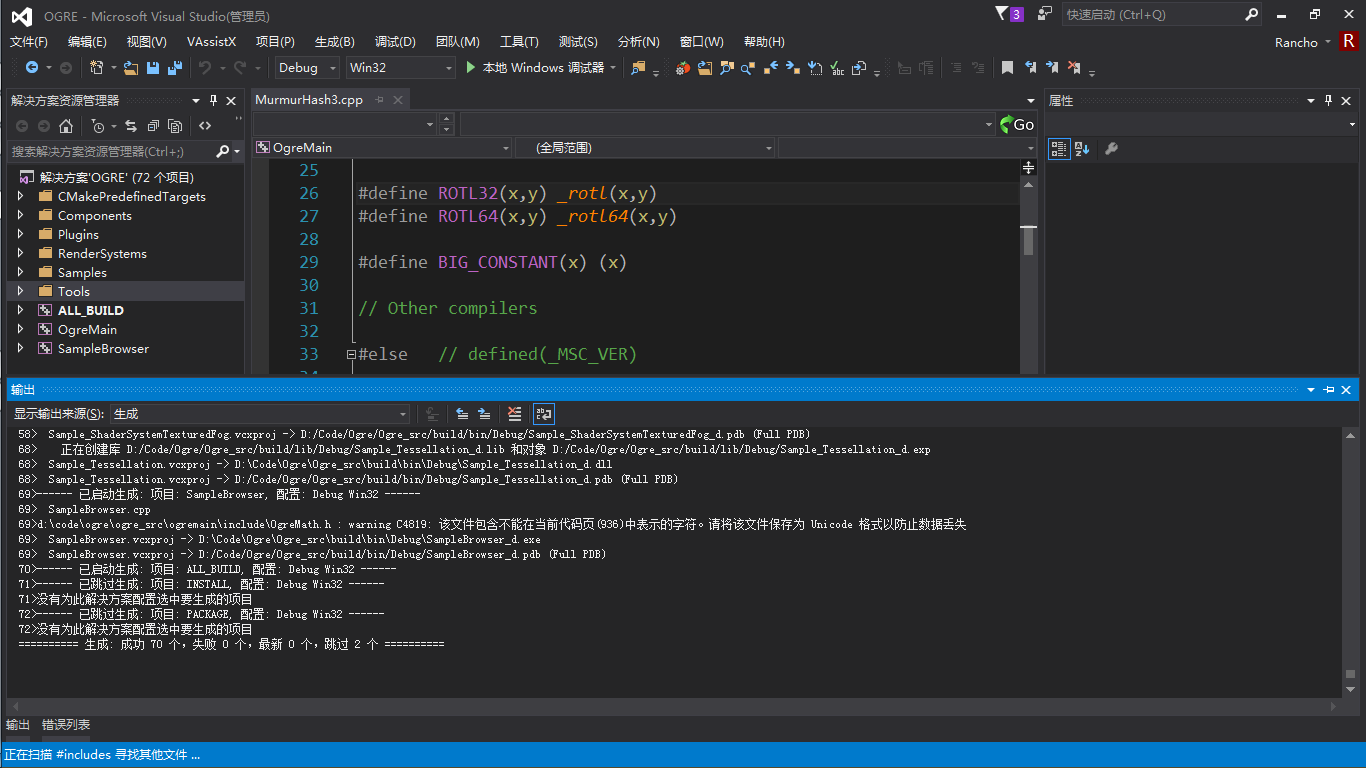 OGRE - Microsoft Visual Studio(管理员)
3
快速启动 (Ctrl+Q)
文件(F) 编辑(E) 视图(V) VAssistX 项目(P) 生成(B) 调试(D) 团队(M) 工具(T) 测试(S) 分析(N) 窗口(W) 帮助(H)
Rancho R
Debug Win32 本地 Windows 调试器
解决方案资源管理器
搜索解决方案资源管理器(Ctrl+;)
解决方案'OGRE' (72 个项目)
CMakePredefinedTargets
Components
Plugins
RenderSystems
Samples
Tools
ALL_BUILD
OgreMain
SampleBrowser
MurmurHash3.cpp
Go
OgreMain (全局范围)
25
26 #define ROTL32(x,y) _rotl(x,y)
27 #define ROTL64(x,y) _rotl64(x,y)
28
29 #define BIG_CONSTANT(x) (x)
30
31 // Other compilers
32
33 #else // defined(_MSC_VER)
属性
输出
显示输出来源(S): 生成
58> Sample_ShaderSystemTexturedFog.vcxproj -> D:/Code/Ogre/Ogre_src/build/bin/Debug/Sample_ShaderSystemTexturedFog_d.pdb (Full PDB)
68> 正在创建库 D:/Code/Ogre/Ogre_src/build/lib/Debug/Sample_Tessellation_d.lib 和对象 D:/Code/Ogre/Ogre_src/build/lib/Debug/Sample_Tessellation_d.exp
68> Sample_Tessellation.vcxproj -> D:\Code\Ogre\Ogre_src\build\bin\Debug\Sample_Tessellation_d.dll
68> Sample_Tessellation.vcxproj -> D:/Code/Ogre/Ogre_src/build/bin/Debug/Sample_Tessellation_d.pdb (Full PDB)
69>------ 已启动生成: 项目: SampleBrowser, 配置: Debug Win32 ------
69> SampleBrowser.cpp
69>d:\code\ogre\ogre_src\ogremain\include\OgreMath.h : warning C4819: 该文件包含不能在当前代码页(936)中表示的字符。请将该文件保存为 Unicode 格式以防止数据丢失
69> SampleBrowser.vcxproj -> D:\Code\Ogre\Ogre_src\build\bin\Debug\SampleBrowser_d.exe
69> SampleBrowser.vcxproj -> D:/Code/Ogre/Ogre_src/build/bin/Debug/SampleBrowser_d.pdb (Full PDB)
70>------ 已启动生成: 项目: ALL_BUILD, 配置: Debug Win32 ------
71>------ 已跳过生成: 项目: INSTALL, 配置: Debug Win32 ------
71>没有为此解决方案配置选中要生成的项目
72>------ 已跳过生成: 项目: PACKAGE, 配置: Debug Win32 ------
72>没有为此解决方案配置选中要生成的项目
========== 生成: 成功 70 个，失败 0 个，最新 0 个，跳过 2 个 ==========
输出 错误列表
正在扫描 #includes 寻找其他文件 ...